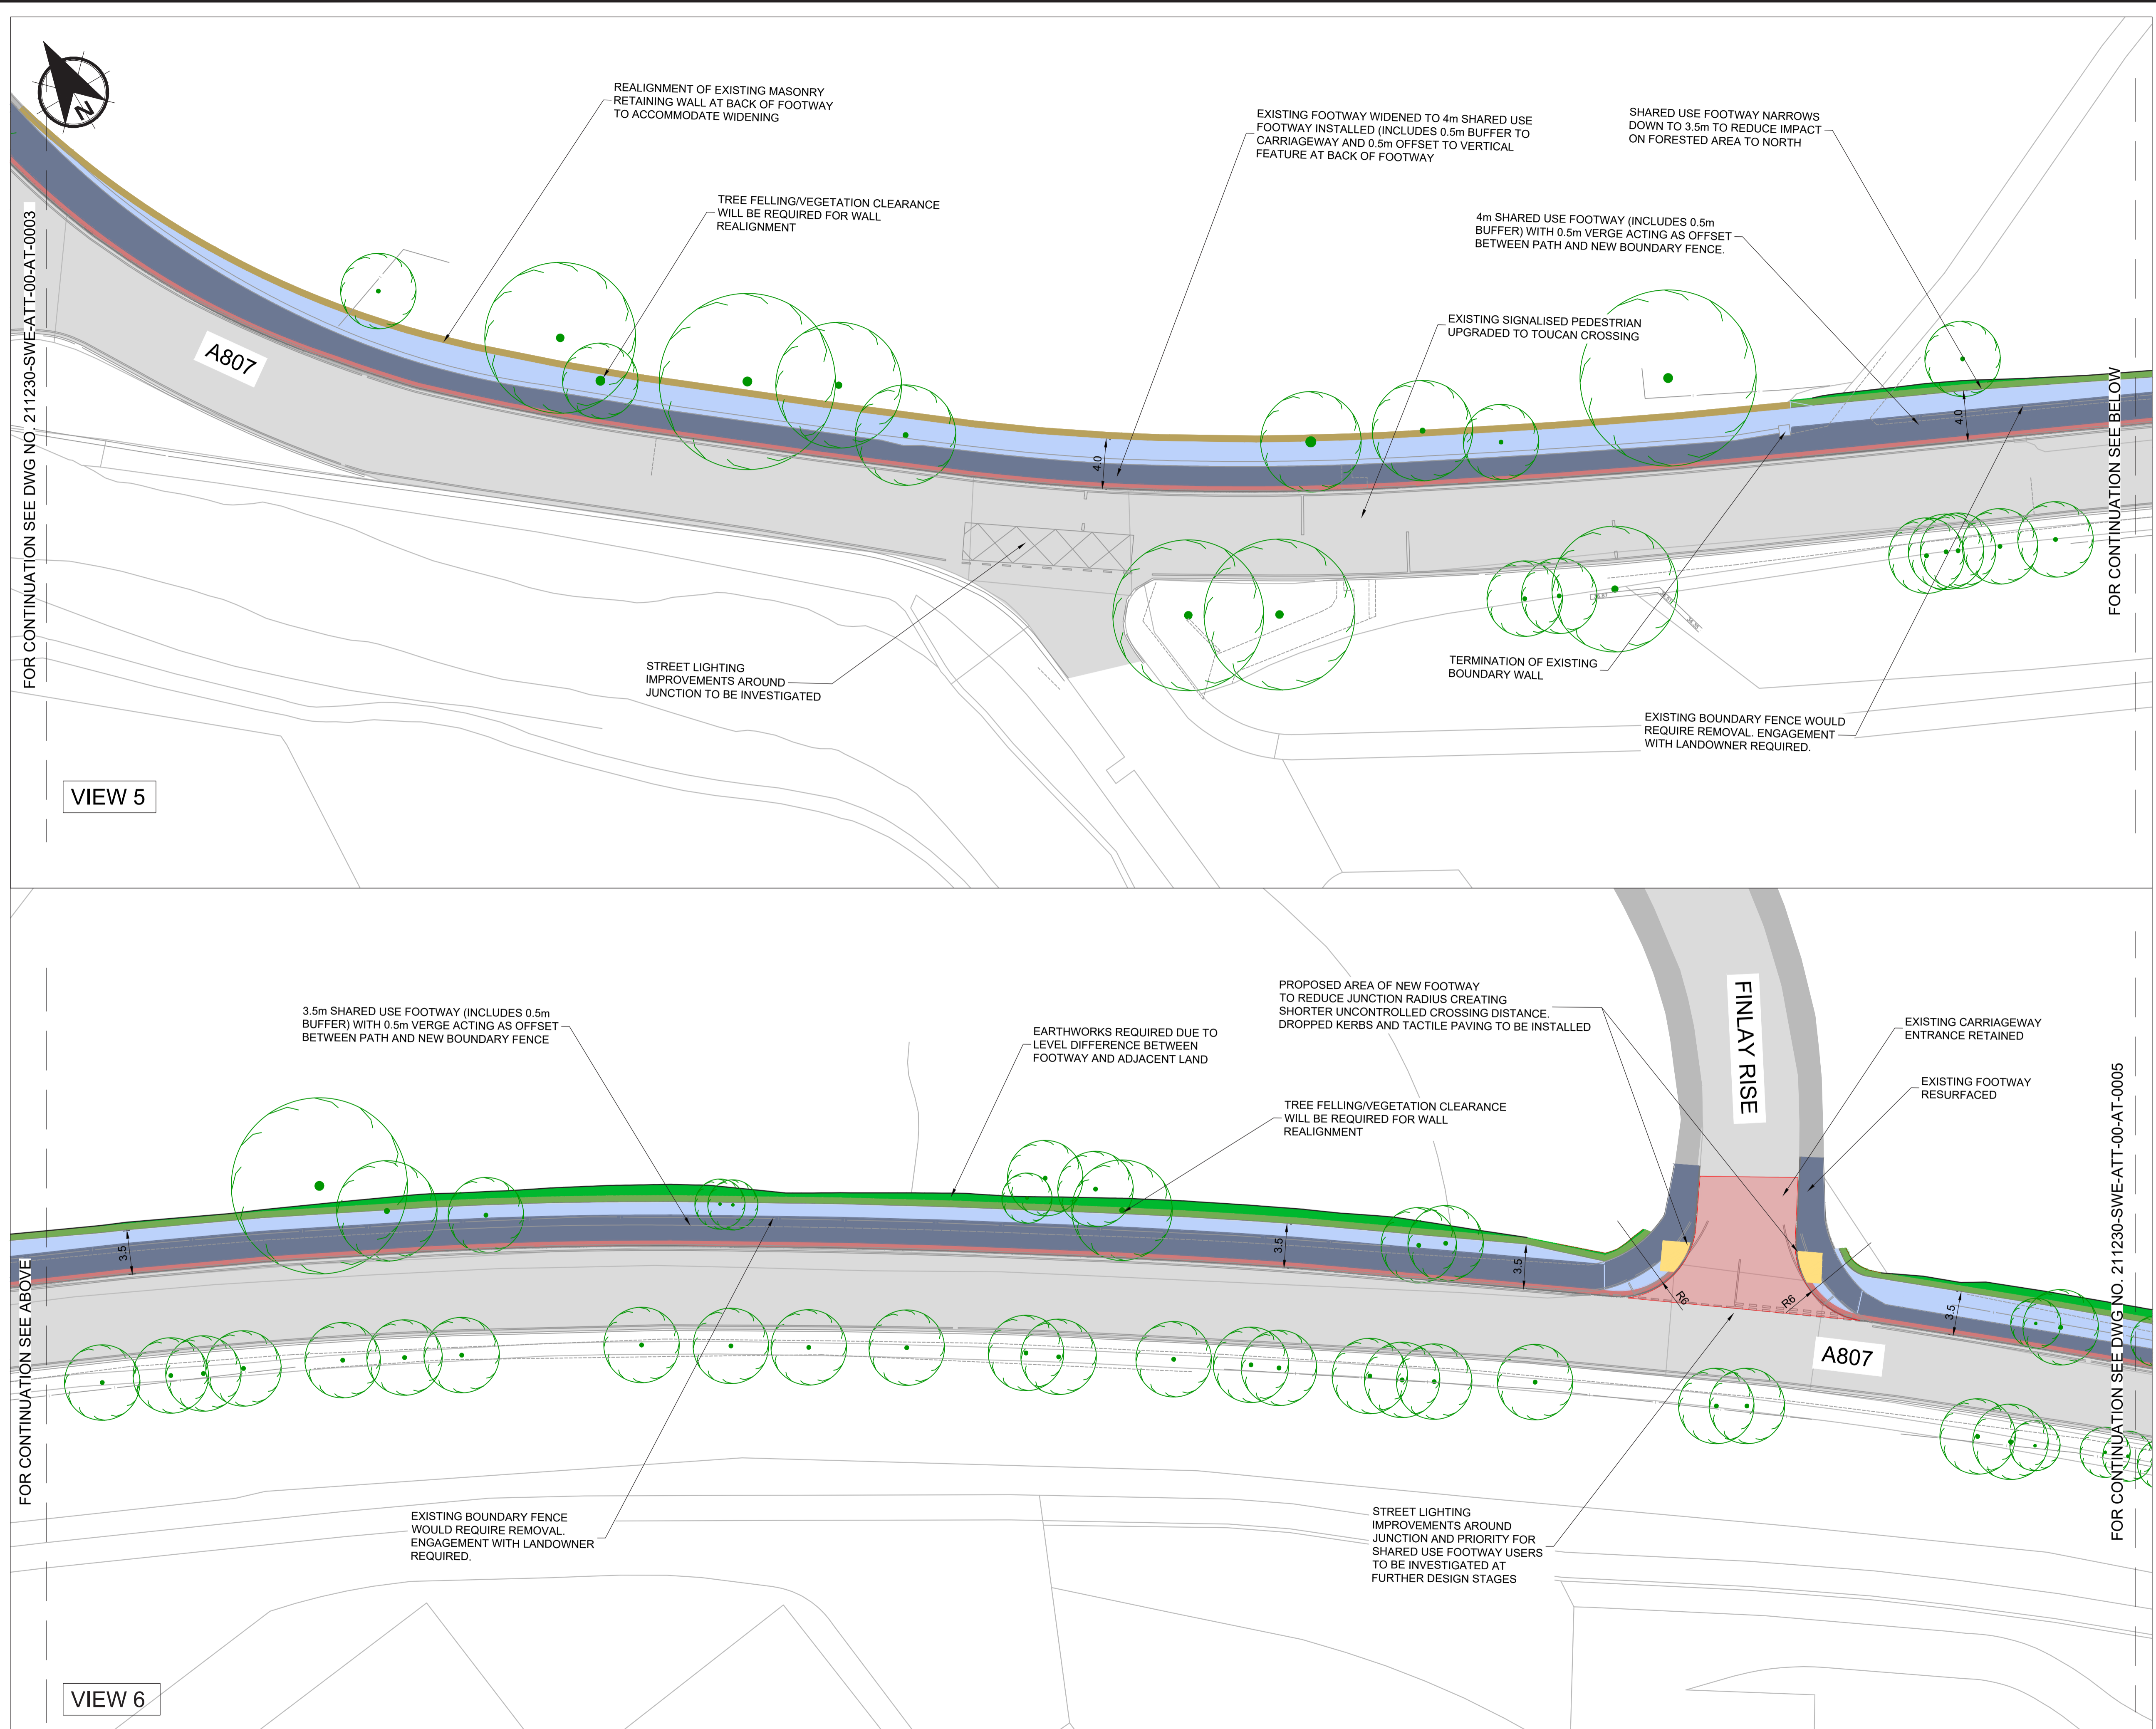 N
REALIGNMENT OF EXISTING MASONRY
RETAINING WALL AT BACK OF FOOTWAY
TO ACCOMMODATE WIDENING
TREE FELLING/VEGETATION CLEARANCE
WILL BE REQUIRED FOR WALL
REALIGNMENT
EXISTING FOOTWAY WIDENED TO 4m SHARED USE
FOOTWAY INSTALLED (INCLUDES 0.5m BUFFER TO
CARRIAGEWAY AND 0.5m OFFSET TO VERTICAL
FEATURE AT BACK OF FOOTWAY
SHARED USE FOOTWAY NARROWS
DOWN TO 3.5m TO REDUCE IMPACT
ON FORESTED AREA TO NORTH
4m SHARED USE FOOTWAY (INCLUDES 0.5m
BUFFER) WITH 0.5m VERGE ACTING AS OFFSET
BETWEEN PATH AND NEW BOUNDARY FENCE.
EXISTING SIGNALISED PEDESTRIAN
UPGRADED TO TOUCAN CROSSING
FOR CONTINUATION SEE DWG NO. 211230-SWE-ATT-00-AT-0003
A807
4.0
4.0
FOR CONTINUATION SEE BELOW
STREET LIGHTING
IMPROVEMENTS AROUND
JUNCTION TO BE INVESTIGATED
TERMINATION OF EXISTING
BOUNDARY WALL
EXISTING BOUNDARY FENCE WOULD
REQUIRE REMOVAL. ENGAGEMENT
WITH LANDOWNER REQUIRED.
VIEW 5
3.5m SHARED USE FOOTWAY (INCLUDES 0.5m
BUFFER) WITH 0.5m VERGE ACTING AS OFFSET
BETWEEN PATH AND NEW BOUNDARY FENCE
EARTHWORKS REQUIRED DUE TO
LEVEL DIFFERENCE BETWEEN
FOOTWAY AND ADJACENT LAND
PROPOSED AREA OF NEW FOOTWAY
TO REDUCE JUNCTION RADIUS CREATING
SHORTER UNCONTROLLED CROSSING DISTANCE.
DROPPED KERBS AND TACTILE PAVING TO BE INSTALLED
TREE FELLING/VEGETATION CLEARANCE
WILL BE REQUIRED FOR WALL
REALIGNMENT
FINLAY RISE
EXISTING CARRIAGEWAY
ENTRANCE RETAINED
EXISTING FOOTWAY
RESURFACED
FOR CONTINUATION SEE ABOVE
3.5
3.5
3.5
R6
R6
3.5
A807
FOR CONTINUATION SEE DWG NO. 211230-SWE-ATT-00-AT-0005
EXISTING BOUNDARY FENCE
WOULD REQUIRE REMOVAL.
ENGAGEMENT WITH LANDOWNER
REQUIRED.
STREET LIGHTING
IMPROVEMENTS AROUND
JUNCTION AND PRIORITY FOR
SHARED USE FOOTWAY USERS
TO BE INVESTIGATED AT
FURTHER DESIGN STAGES
VIEW 6